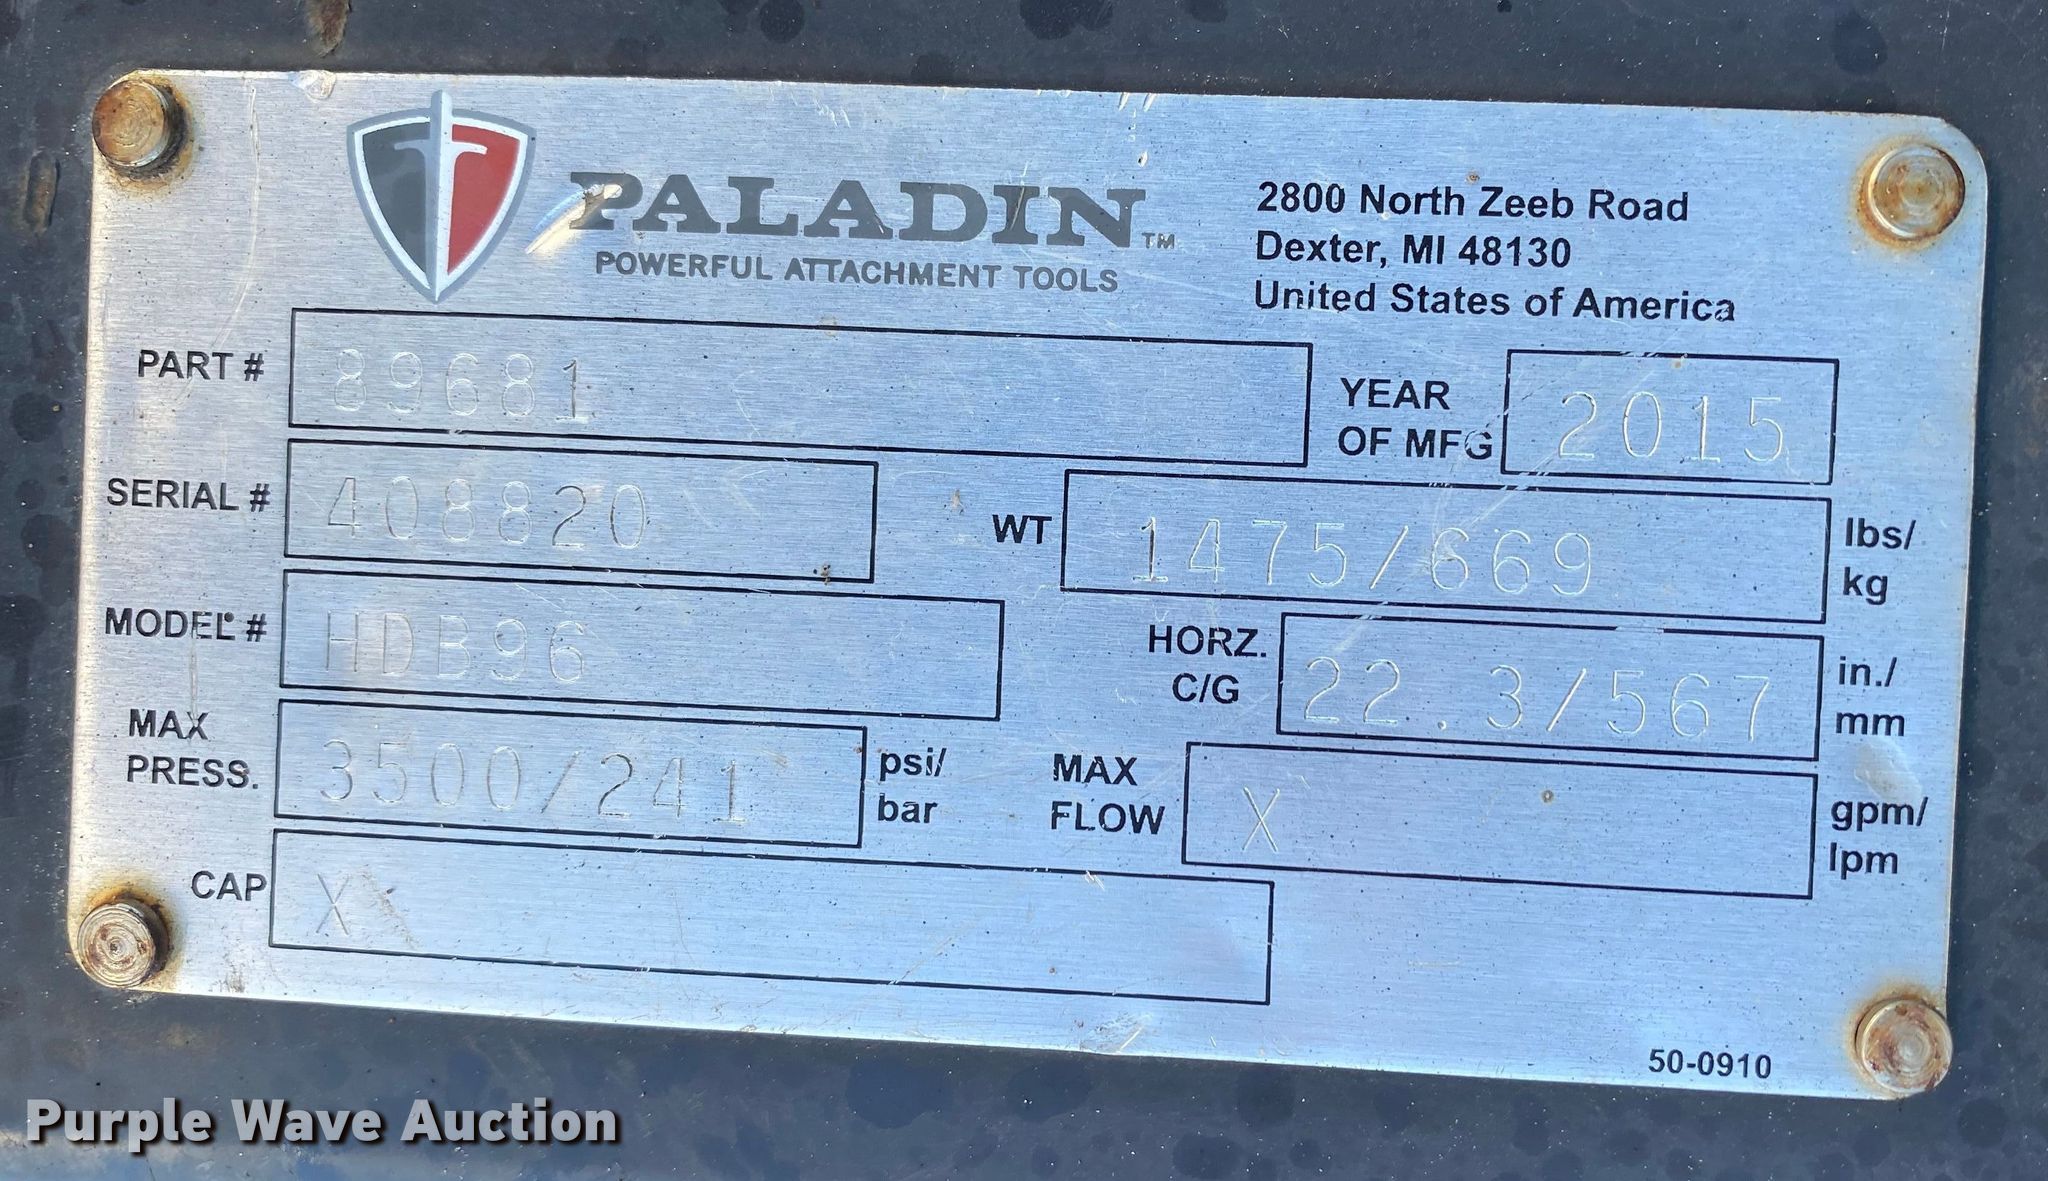 PALADIN™
POWERFUL ATTACHMENT TOOLS
2800 North Zeeb Road
Dexter, MI 48130
United States of America
PART # 89681
YEAR OF MFG 2015
SERIAL # 408820
WT 1475/669 lbs/kg
MODEL # HDB96
HORZ. C/G 22.3/567 in./mm
MAX PRESS. 3500/241 psi/bar
MAX FLOW X gpm/lpm
CAP X
50-0910
Purple Wave Auction